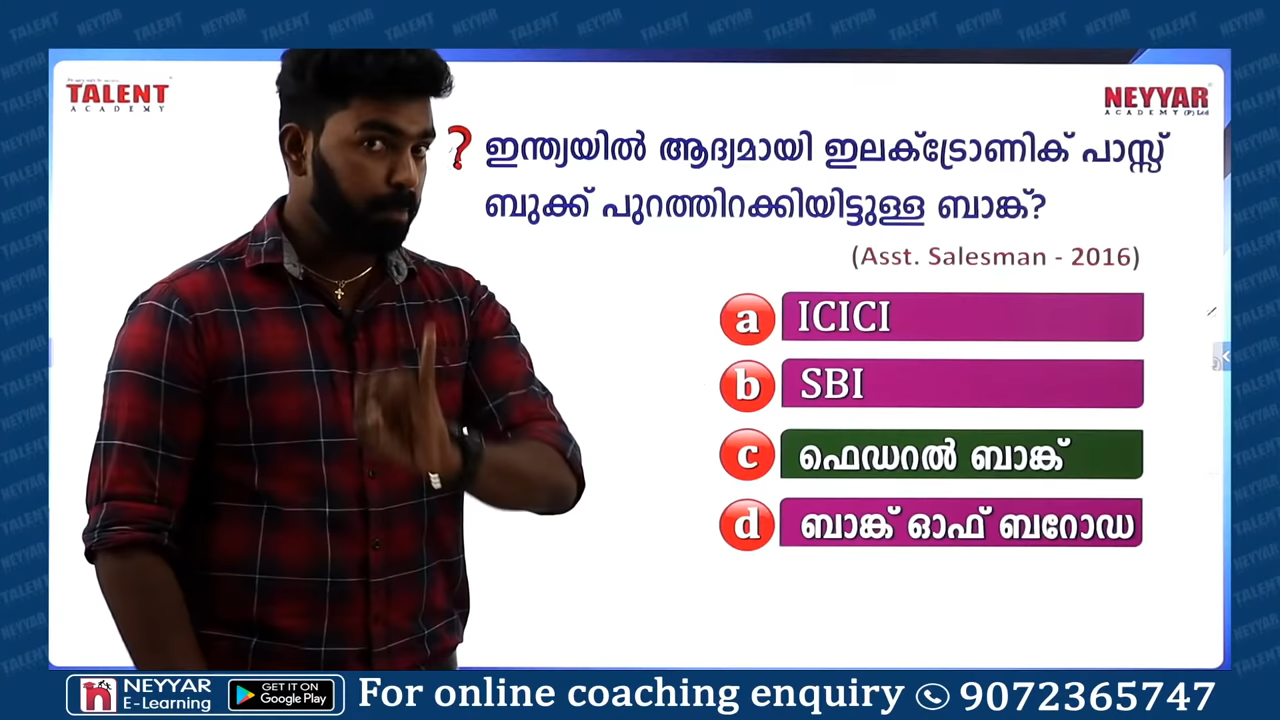 TALENT
ACADEMY
NEYYAR
ACADEMY (P) Ltd
? ഇന്ത്യയിൽ ആദ്യമായി ഇലക്ട്രോണിക് പാസ്സ്
ബുക്ക് പുറത്തിറക്കിയിട്ടുള്ള ബാങ്ക്?
(Asst. Salesman - 2016)
a ICICI
b SBI
c ഫെഡറൽ ബാങ്ക്
d ബാങ്ക് ഓഫ് ബറോഡ
NEYYAR
E-Learning
GET IT ON
Google Play
For online coaching enquiry 9072365747